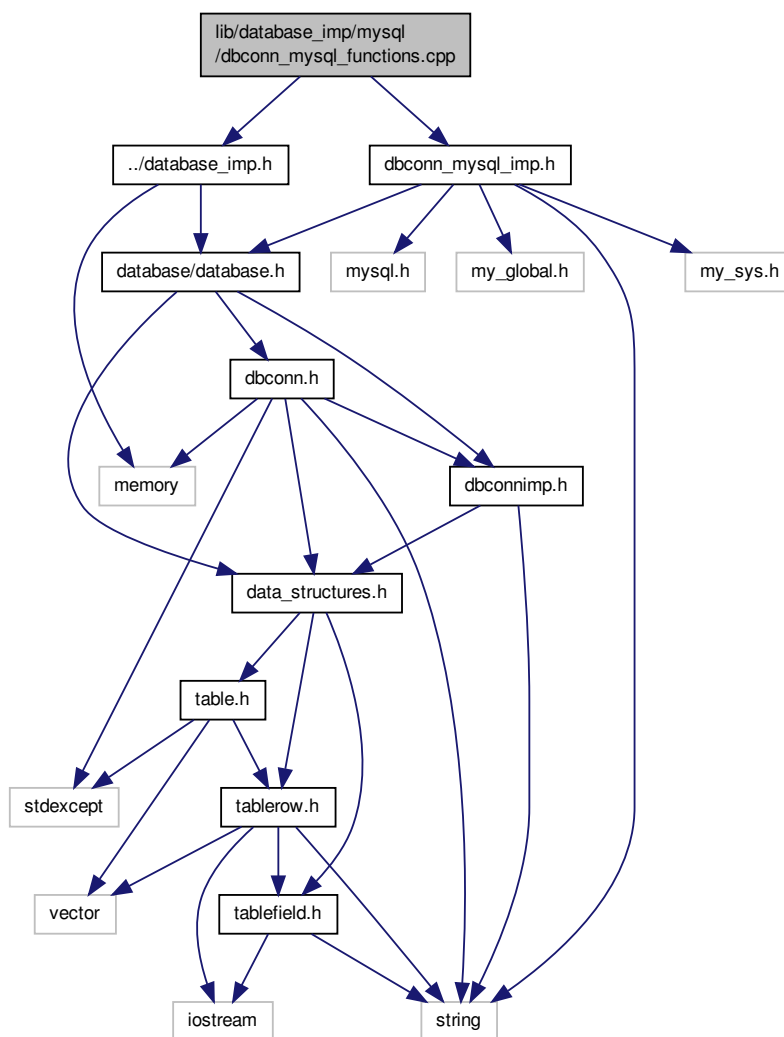 lib/database_imp/mysql
/dbconn_mysql_functions.cpp
../database_imp.h
dbconn_mysql_imp.h
database/database.h
mysql.h
my_global.h
my_sys.h
dbconn.h
memory
dbconnimp.h
data_structures.h
table.h
stdexcept
tablerow.h
vector
tablefield.h
iostream
string